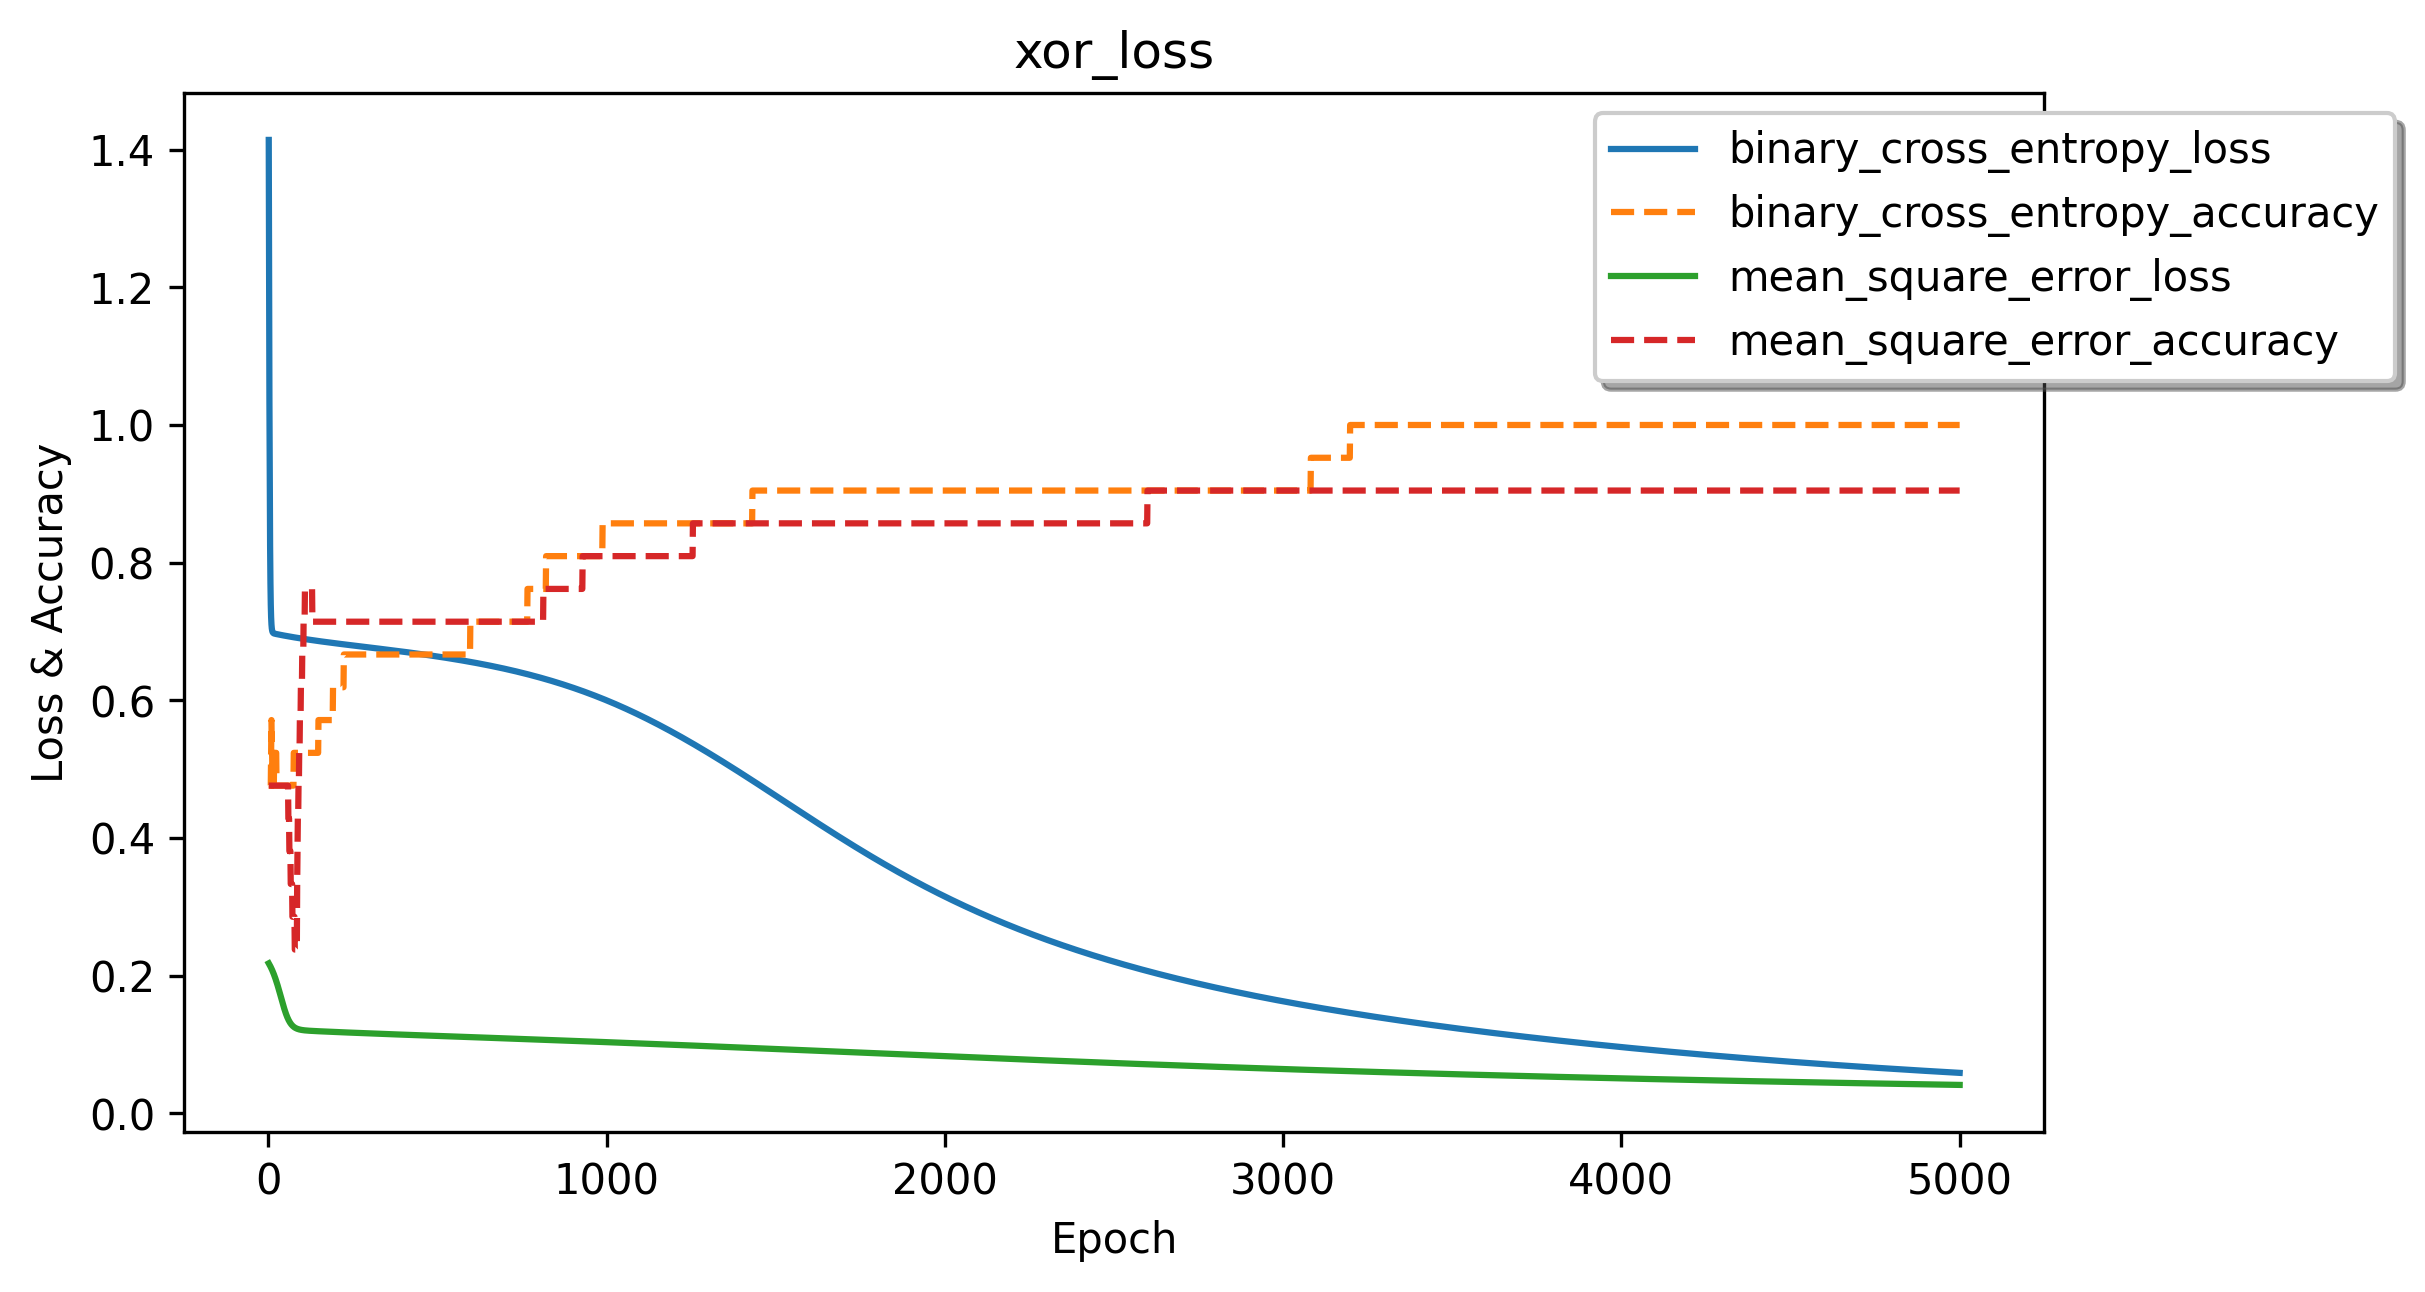 xor_loss
binary_cross_entropy_loss
binary_cross_entropy_accuracy
mean_square_error_loss
mean_square_error_accuracy
Loss & Accuracy
1.4
1.2
1.0
0.8
0.6
0.4
0.2
0.0
0 1000 2000 3000 4000 5000
Epoch